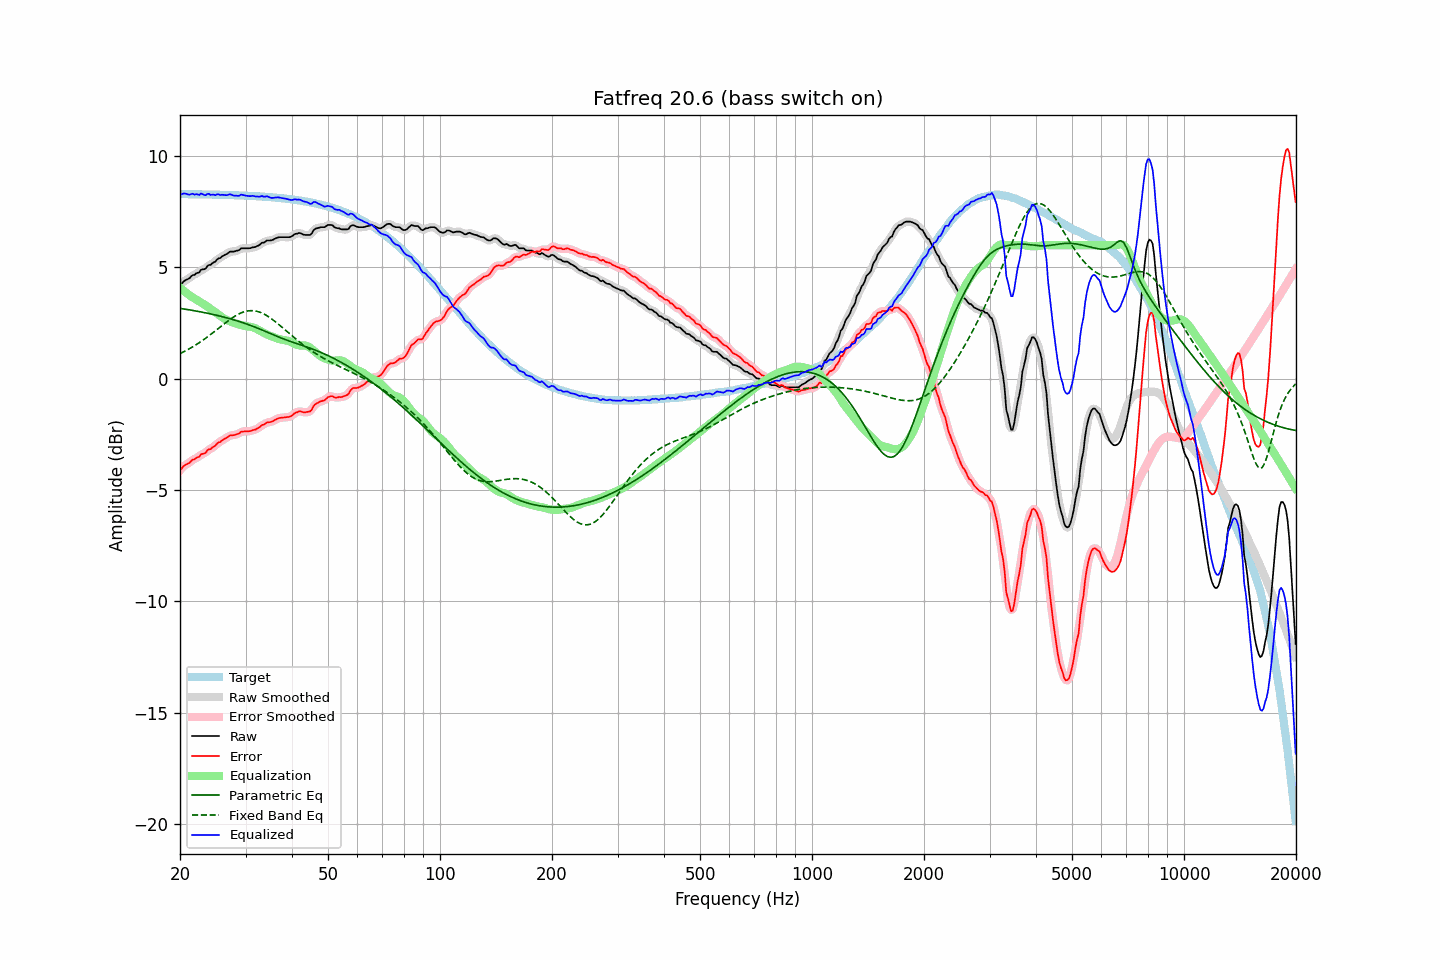 Fatfreq 20.6 (bass switch on)
10
5
0
−5
−10
−15
−20
Amplitude (dBr)
Target
Raw Smoothed
Error Smoothed
Raw
Error
Equalization
Parametric Eq
Fixed Band Eq
Equalized
20 50 100 200 500 1000 2000 5000 10000 20000
Frequency (Hz)